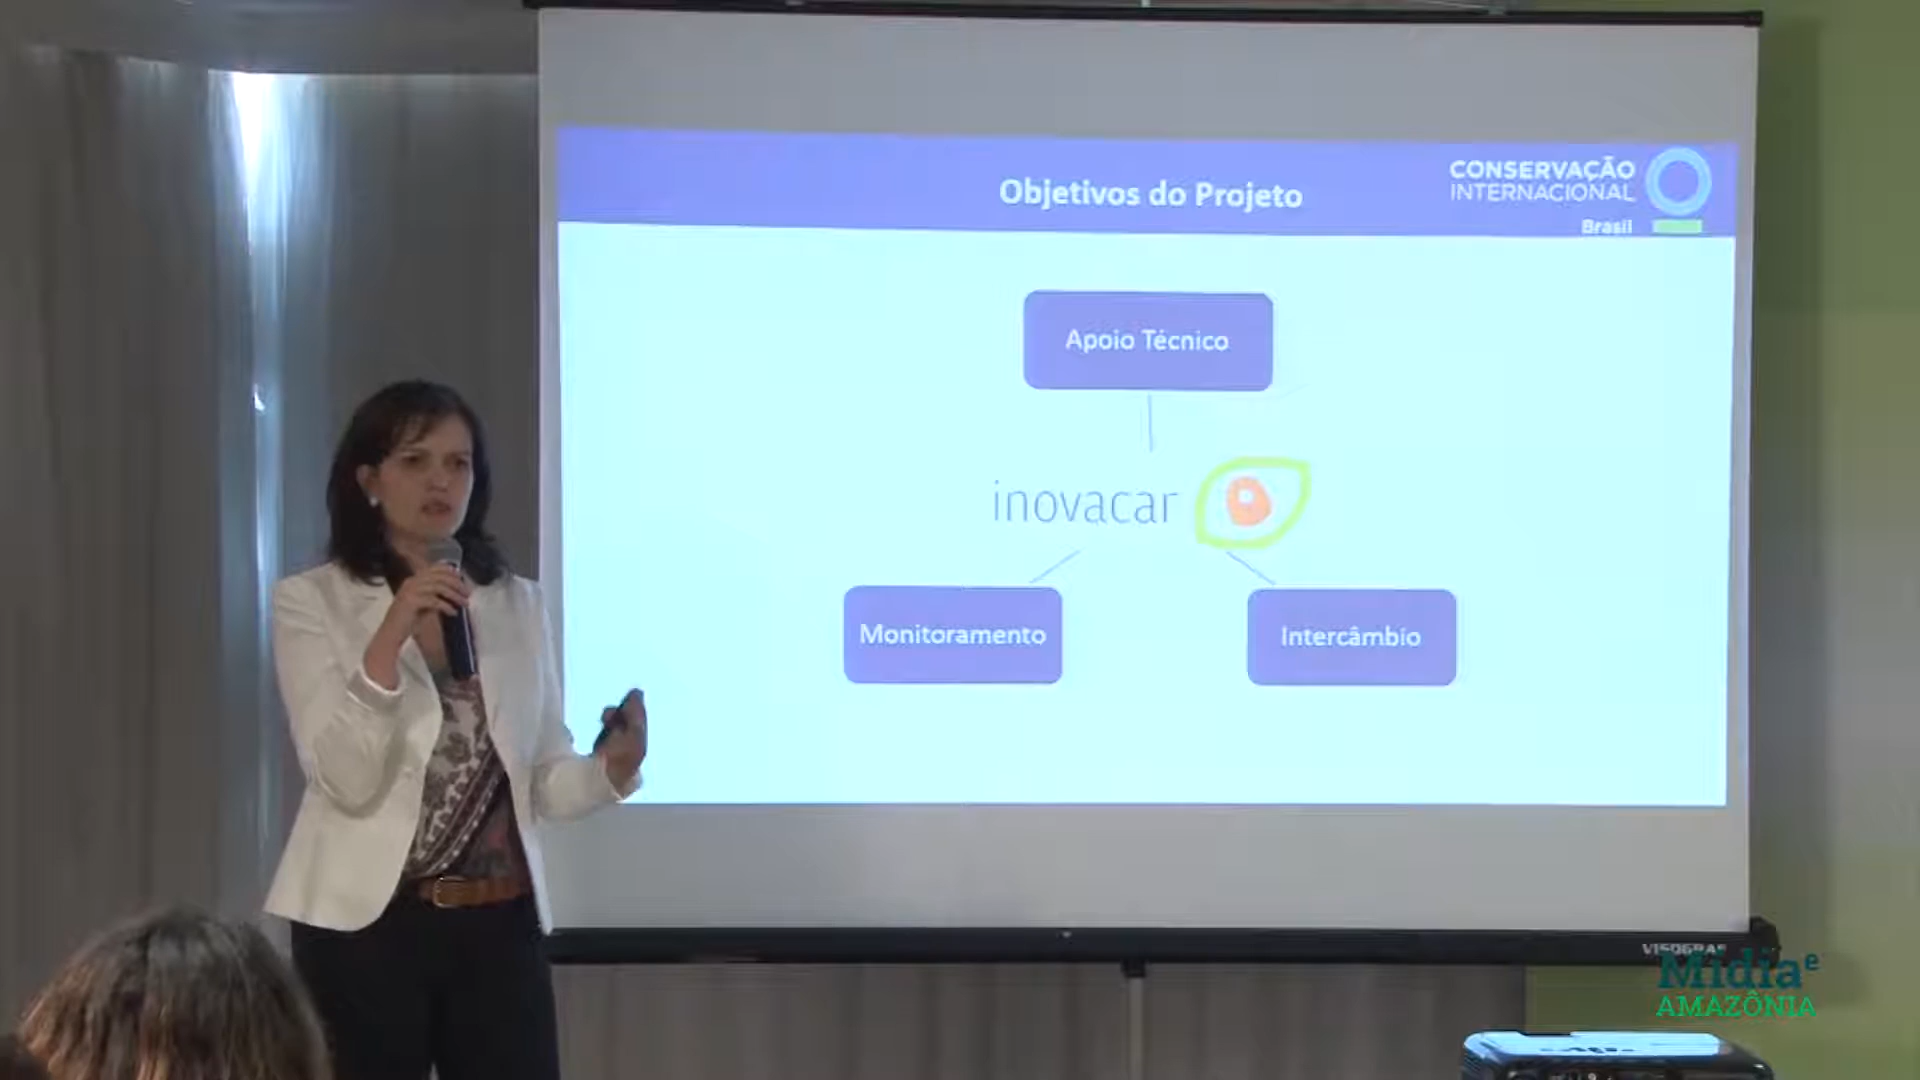 Objetivos do Projeto
CONSERVAÇÃO
INTERNACIONAL
Brasil
Apoio Técnico
inovacar
Monitoramento
Intercâmbio
Mídia e
AMAZÔNIA